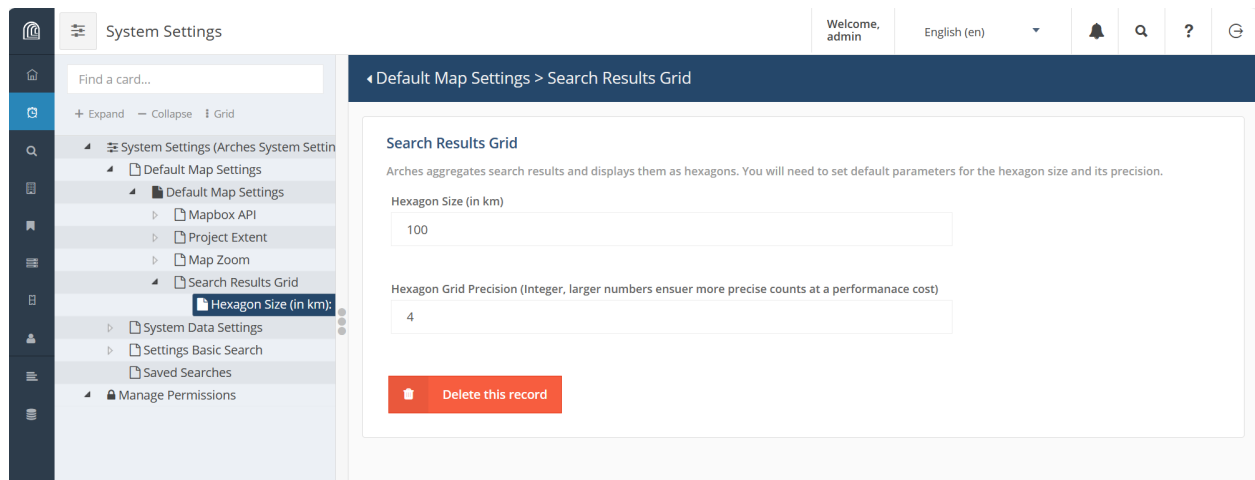 System Settings
Welcome,
admin
English (en)
?
Find a card...
+ Expand
− Collapse
Grid
System Settings (Arches System Settin
Default Map Settings
Default Map Settings
Mapbox API
Project Extent
Map Zoom
Search Results Grid
Hexagon Size (in km):
System Data Settings
Settings Basic Search
Saved Searches
Manage Permissions
Default Map Settings > Search Results Grid
Search Results Grid
Arches aggregates search results and displays them as hexagons. You will need to set default parameters for the hexagon size and its precision.
Hexagon Size (in km)
100
Hexagon Grid Precision (Integer, larger numbers ensuer more precise counts at a performanace cost)
4
Delete this record